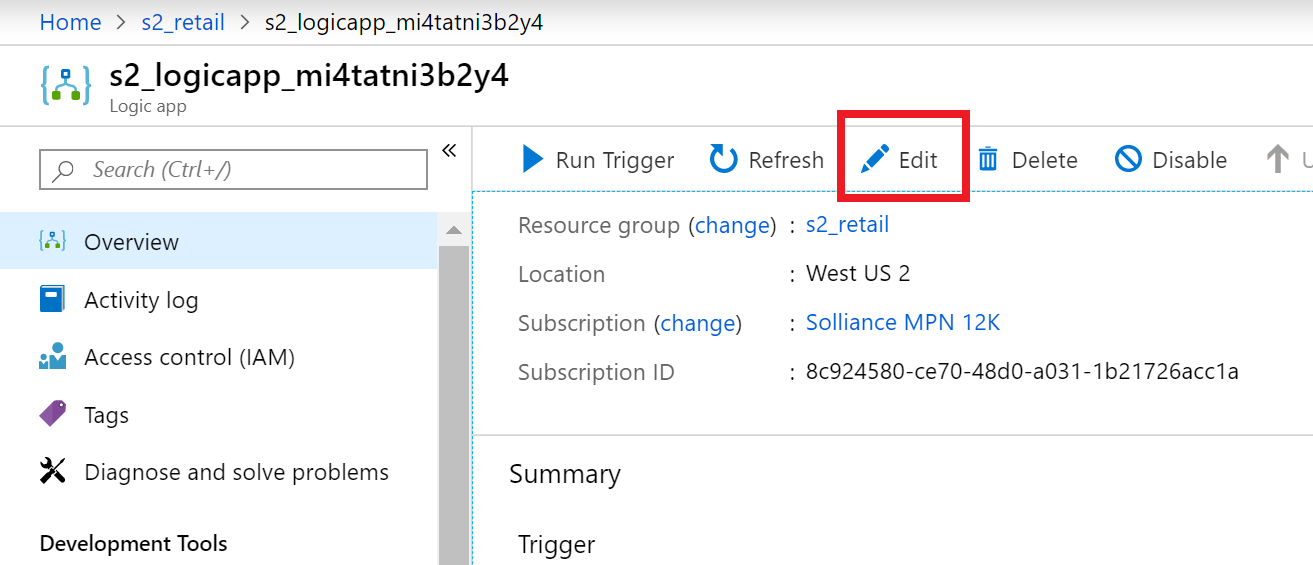 Home > s2_retail > s2_logicapp_mi4tatni3b2y4
s2_logicapp_mi4tatni3b2y4
Logic app
Search (Ctrl+/)
«
Overview
Activity log
Access control (IAM)
Tags
Diagnose and solve problems
Development Tools
Run Trigger Refresh Edit Delete Disable
Resource group (change) : s2_retail
Location : West US 2
Subscription (change) : Solliance MPN 12K
Subscription ID : 8c924580-ce70-48d0-a031-1b21726acc1a
Summary
Trigger